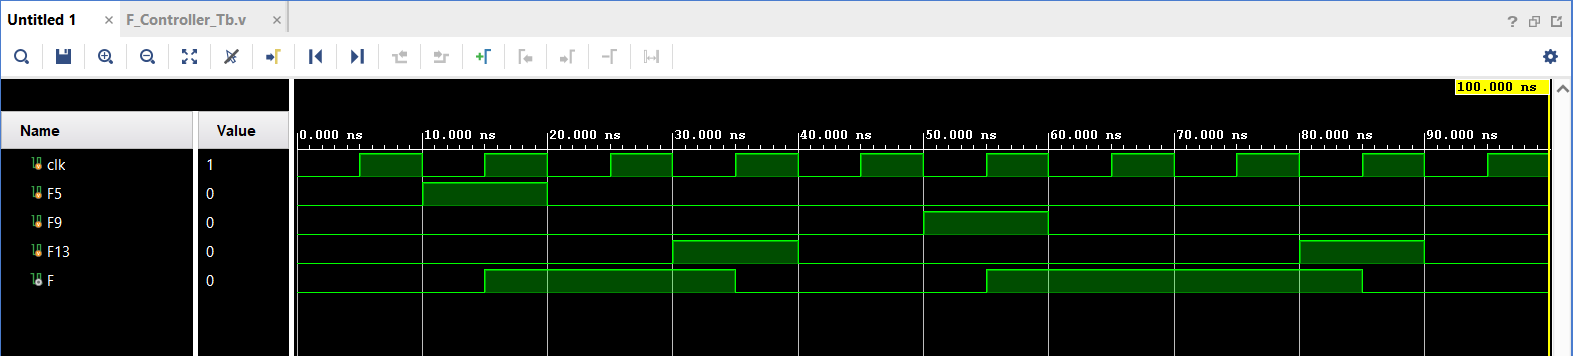 Untitled 1 × F_Controller_Tb.v ×
?
100.000 ns
Name Value
0.000 ns 10.000 ns 20.000 ns 30.000 ns 40.000 ns 50.000 ns 60.000 ns 70.000 ns 80.000 ns 90.000 ns
clk 1
F5 0
F9 0
F13 0
F 0